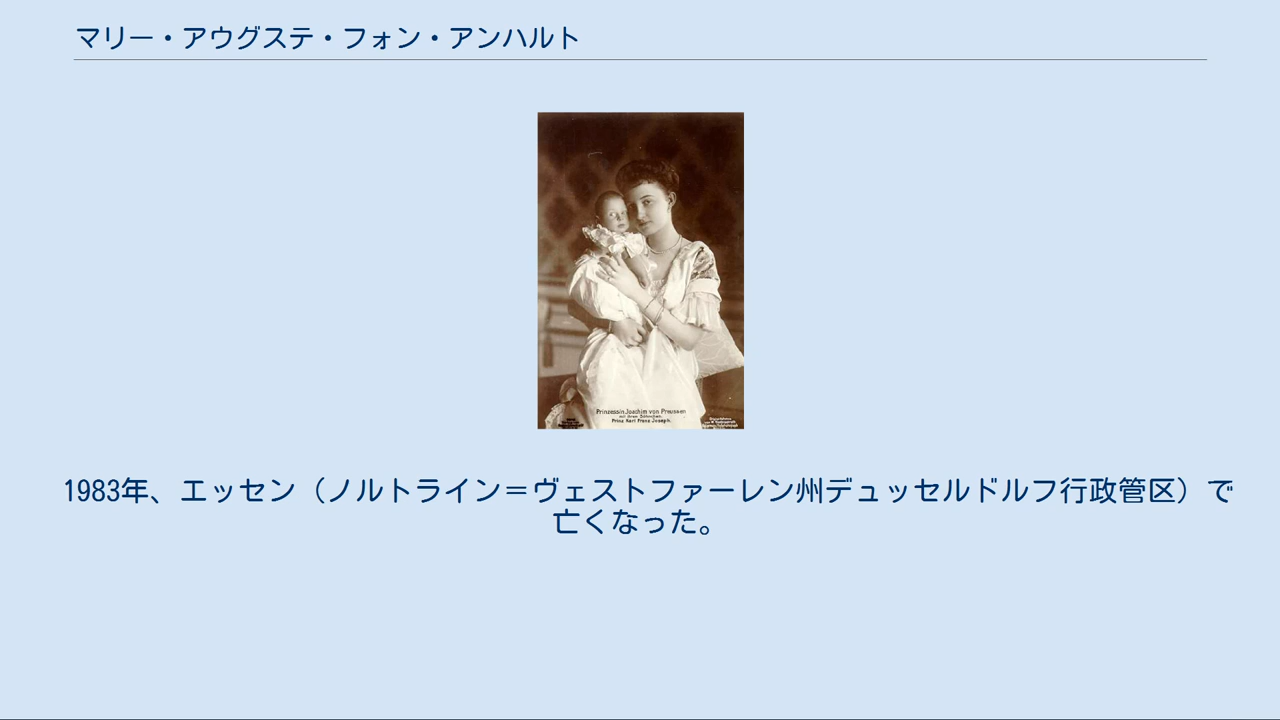 マリー・アウグステ・フォン・アンハルト
Prinzessin Joachim von Preussen
mit ihrem Söhnchen,
Prinz Karl Franz Joseph.
1983年、エッセン（ノルトライン＝ヴェストファーレン州デュッセルドルフ行政管区）で
亡くなった。